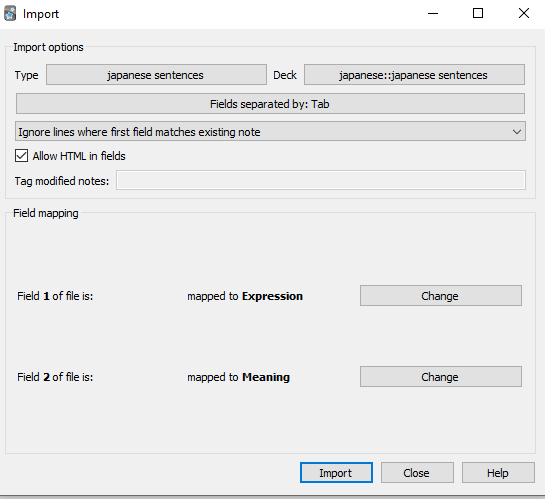 Import
Import options
Type japanese sentences Deck japanese::japanese sentences
Fields separated by: Tab
Ignore lines where first field matches existing note
Allow HTML in fields
Tag modified notes:
Field mapping
Field 1 of file is: mapped to Expression Change
Field 2 of file is: mapped to Meaning Change
Import Close Help